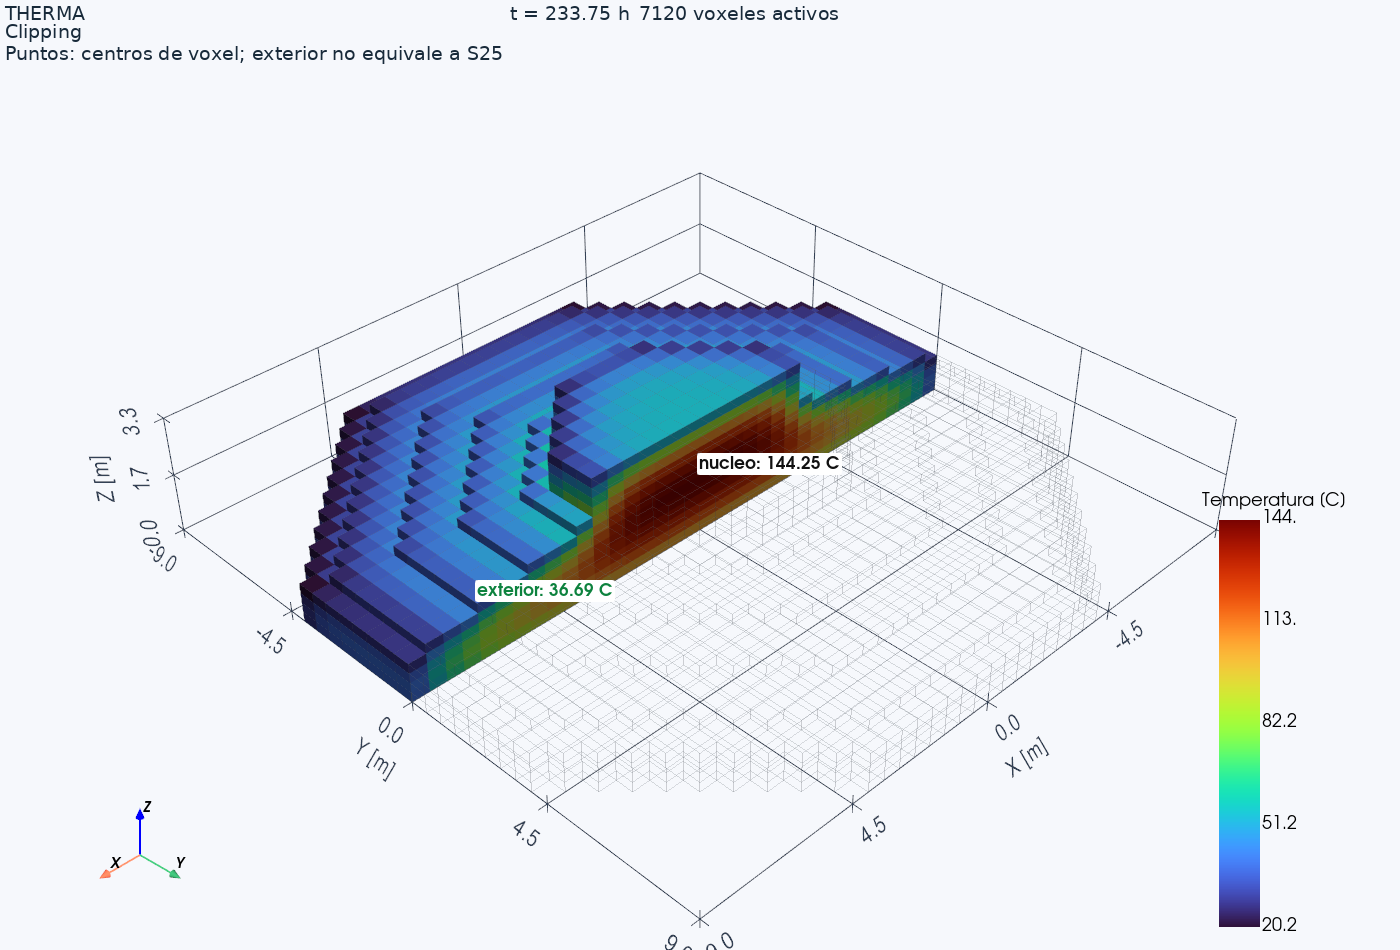 THERMA
t = 233.75 h 7120 voxeles activos
Clipping
Puntos: centros de voxel; exterior no equivale a S25
3.3
1.7
0.0
Z [m]
-9.0
-4.5
0.0
4.5
Y [m]
nucleo: 144.25 C
exterior: 36.69 C
-4.5
0.0
4.5
X [m]
Temperatura [C]
144.
113.
82.2
51.2
20.2
Z
X
Y